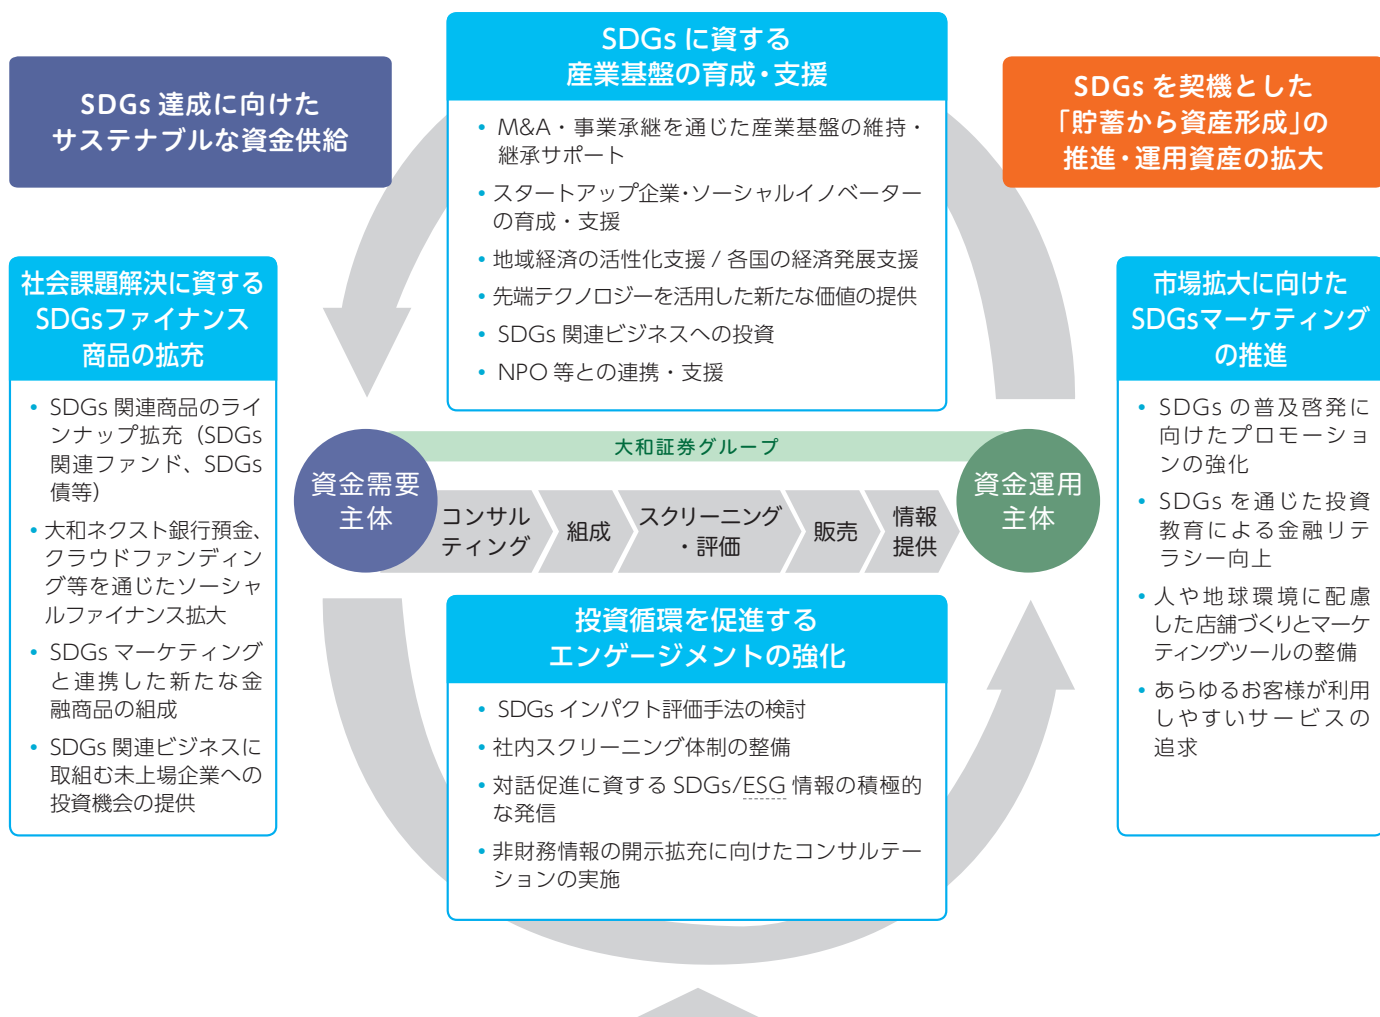 SDGs 達成に向けた
サステナブルな資金供給
SDGs に資する
産業基盤の育成・支援
• M&A・事業承継を通じた産業基盤の維持・
継承サポート
• スタートアップ企業・ソーシャルイノベーター
の育成・支援
• 地域経済の活性化支援 / 各国の経済発展支援
• 先端テクノロジーを活用した新たな価値の提供
• SDGs 関連ビジネスへの投資
• NPO 等との連携・支援
SDGs を契機とした
「貯蓄から資産形成」の
推進・運用資産の拡大
社会課題解決に資する
SDGsファイナンス
商品の拡充
• SDGs 関連商品のライ
ンナップ拡充（SDGs
関連ファンド、SDGs
債等）
• 大和ネクスト銀行預金、
クラウドファンディン
グ等を通じたソーシャ
ルファイナンス拡大
• SDGs マーケティング
と連携した新たな金
融商品の組成
• SDGs 関連ビジネスに
取組む未上場企業への
投資機会の提供
大和証券グループ
資金需要
主体
コンサル
ティング
組成
スクリーニング
・評価
販売
情報
提供
資金運用
主体
投資循環を促進する
エンゲージメントの強化
• SDGs インパクト評価手法の検討
• 社内スクリーニング体制の整備
• 対話促進に資する SDGs/ESG 情報の積極的
な発信
• 非財務情報の開示拡充に向けたコンサルテー
ションの実施
市場拡大に向けた
SDGsマーケティング
の推進
• SDGs の普及啓発に
向けたプロモーショ
ンの強化
• SDGs を通じた投資
教育による金融リテ
ラシー向上
• 人や地球環境に配慮
した店舗づくりとマーケ
ティングツールの整備
• あらゆるお客様が利用
しやすいサービスの
追求